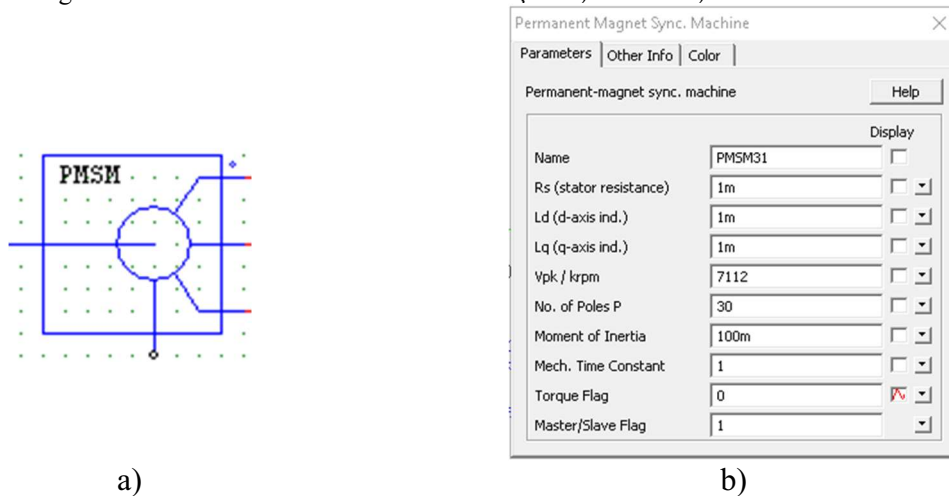 Permanent Magnet Sync. Machine
Parameters Other Info Color
Permanent-magnet sync. machine Help
Display
Name PMSM31
Rs (stator resistance) 1m
Ld (d-axis ind.) 1m
Lq (q-axis ind.) 1m
Vpk / krpm 7112
No. of Poles P 30
Moment of Inertia 100m
Mech. Time Constant 1
Torque Flag 0
Master/Slave Flag 1
PMSM
a) b)